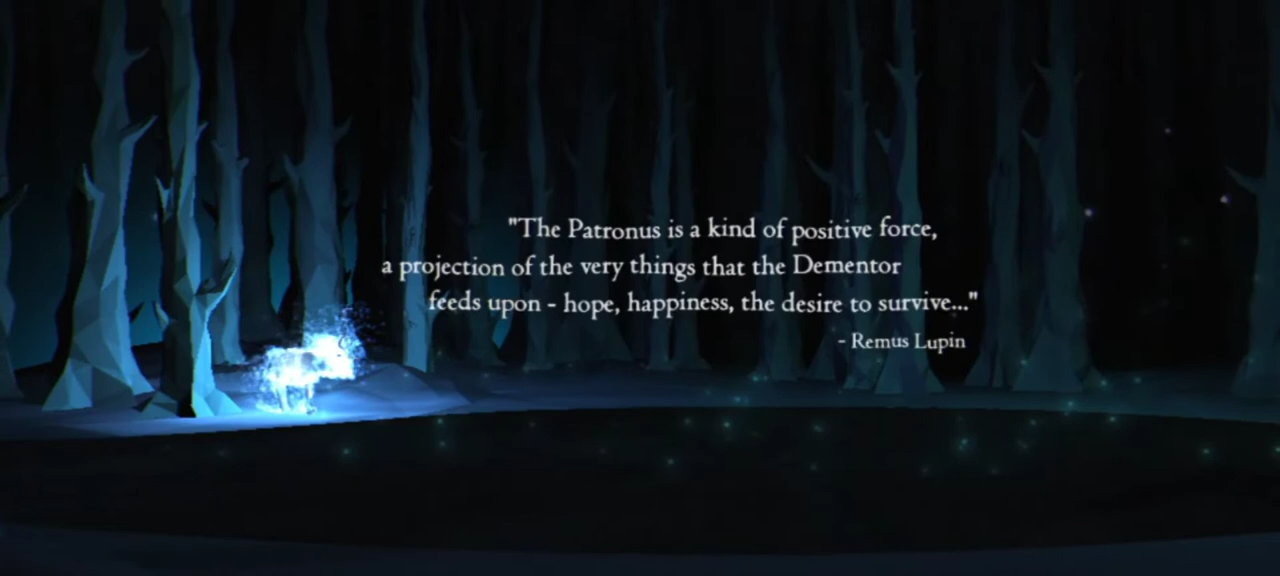 "The Patronus is a kind of positive force,
a projection of the very things that the Dementor
feeds upon - hope, happiness, the desire to survive..."
- Remus Lupin